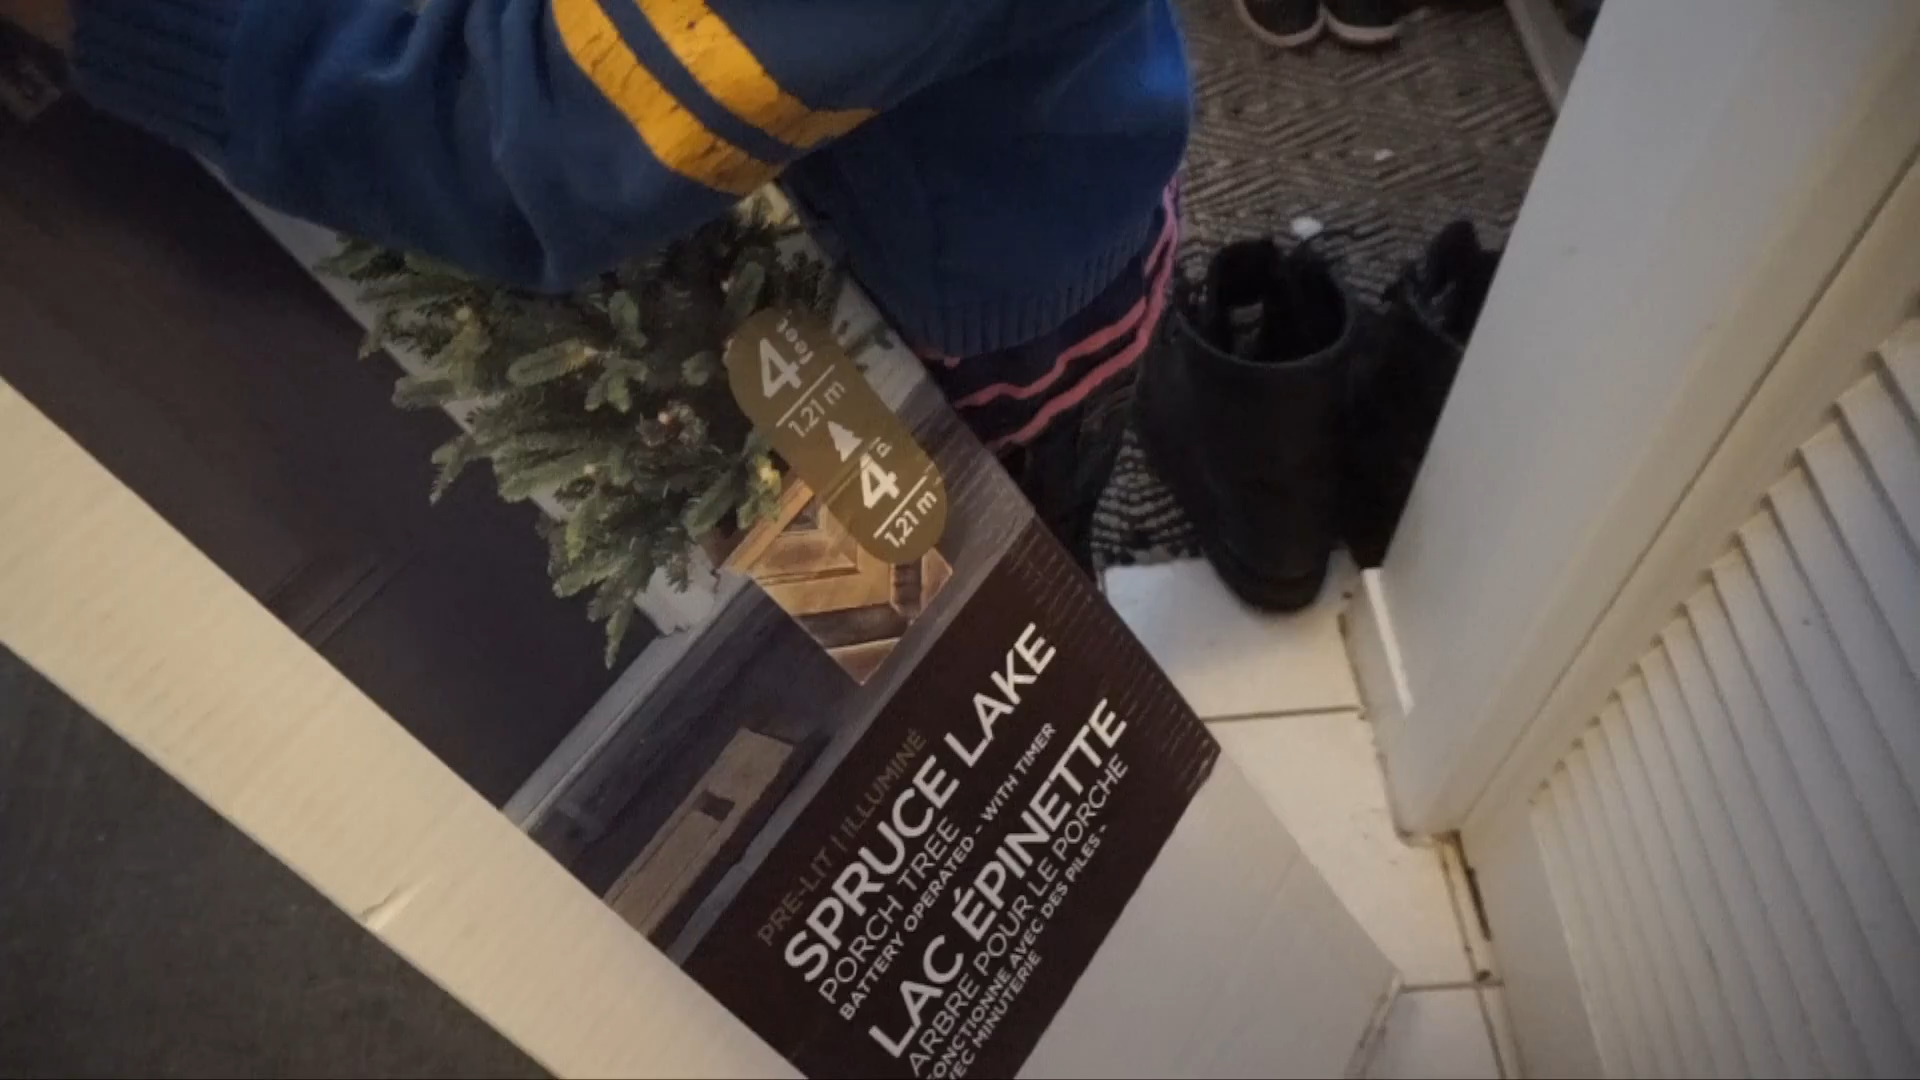 4 foot
1.21 m
4 pi
1,21 m
PRE-LIT | ILLUMINÉ
SPRUCE LAKE
PORCH TREE
BATTERY OPERATED - WITH TIMER
LAC ÉPINETTE
ARBRE POUR LE PORCHE
FONCTIONNE AVEC DES PILES -
AVEC MINUTERIE